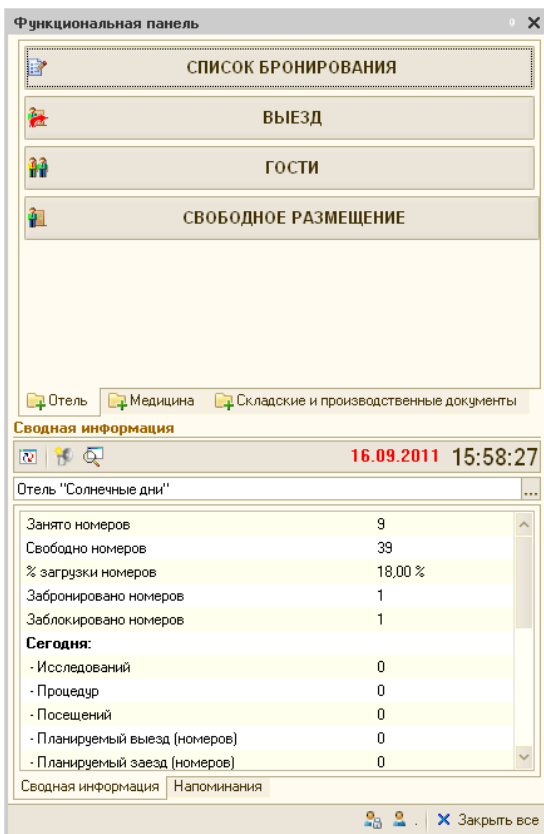 Функциональная панель
СПИСОК БРОНИРОВАНИЯ
ВЫЕЗД
ГОСТИ
СВОБОДНОЕ РАЗМЕЩЕНИЕ
Отель Медицина Складские и производственные документы
Сводная информация
16.09.2011 15:58:27
Отель "Солнечные дни" ...
Занято номеров 9
Свободно номеров 39
% загрузки номеров 18,00 %
Забронировано номеров 1
Заблокировано номеров 1
Сегодня:
- Исследований 0
- Процедур 0
- Посещений 0
- Планируемый выезд (номеров) 0
- Планируемый заезд (номеров) 0
Сводная информация Напоминания
. Закрыть все